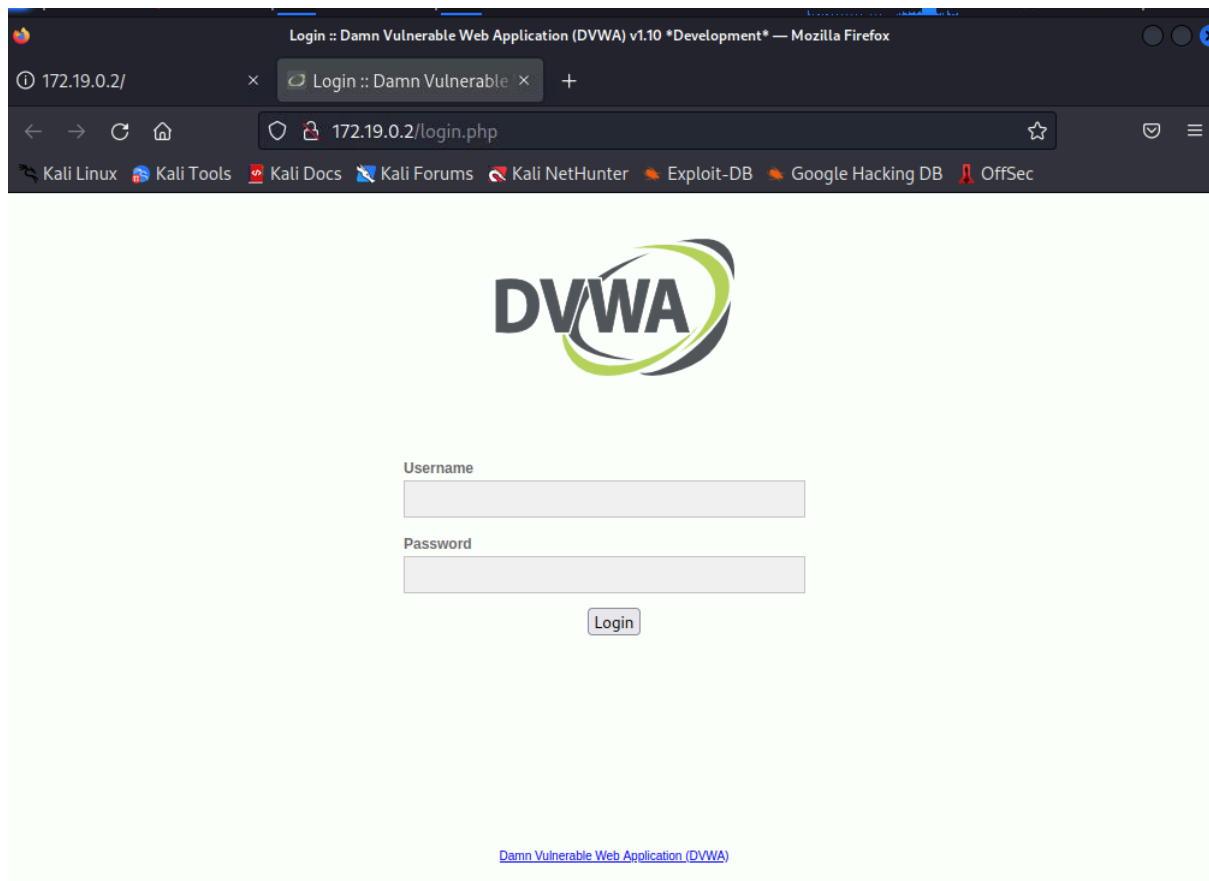 Login :: Damn Vulnerable Web Application (DVWA) v1.10 *Development* — Mozilla Firefox
172.19.0.2/ × Login :: Damn Vulnerable × +
172.19.0.2/login.php
Kali Linux Kali Tools Kali Docs Kali Forums Kali NetHunter Exploit-DB Google Hacking DB OffSec
DVWA
Username
Password
Login
Damn Vulnerable Web Application (DVWA)